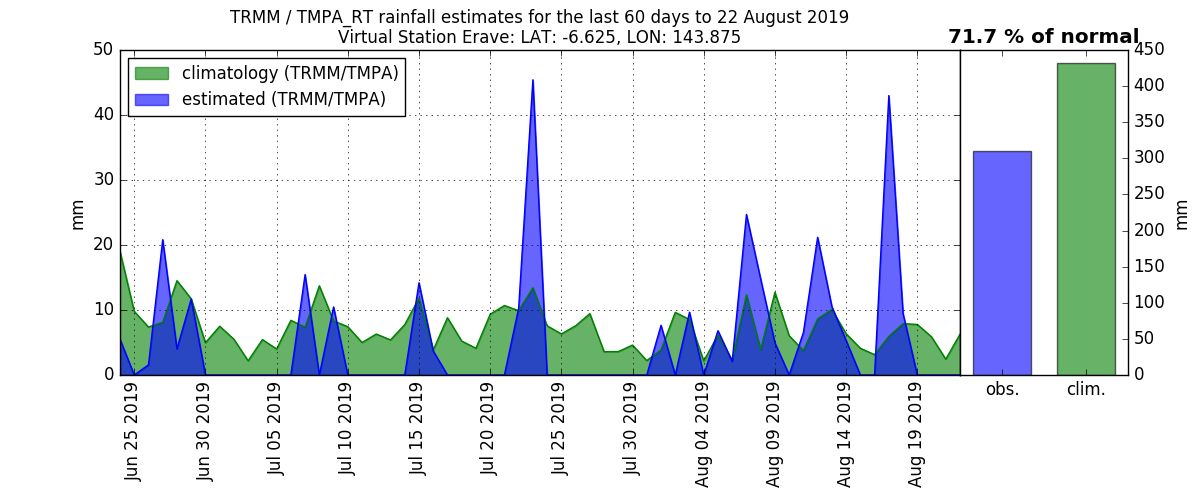 TRMM / TMPA_RT rainfall estimates for the last 60 days to 22 August 2019
Virtual Station Erave: LAT: -6.625, LON: 143.875
71.7 % of normal
climatology (TRMM/TMPA)
estimated (TRMM/TMPA)
50
40
30
20
10
0
mm
450
400
350
300
250
200
150
100
50
0
mm
obs.
clim.
Jun 25 2019
Jun 30 2019
Jul 05 2019
Jul 10 2019
Jul 15 2019
Jul 20 2019
Jul 25 2019
Jul 30 2019
Aug 04 2019
Aug 09 2019
Aug 14 2019
Aug 19 2019